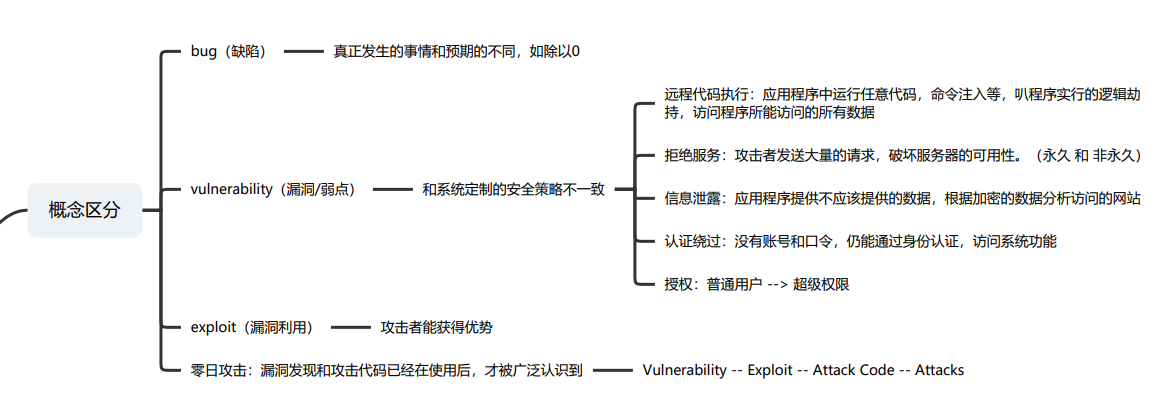 概念区分
bug（缺陷）
真正发生的事情和预期的不同，如除以0
vulnerability（漏洞/弱点）
和系统定制的安全策略不一致
远程代码执行：应用程序中运行任意代码，命令注入等，叭程序实行的逻辑劫
持，访问程序所能访问的所有数据
拒绝服务：攻击者发送大量的请求，破坏服务器的可用性。（永久 和 非永久）
信息泄露：应用程序提供不应该提供的数据，根据加密的数据分析访问的网站
认证绕过：没有账号和口令，仍能通过身份认证，访问系统功能
授权：普通用户 --> 超级权限
exploit（漏洞利用）
攻击者能获得优势
零日攻击：漏洞发现和攻击代码已经在使用后，才被广泛认识到
Vulnerability -- Exploit -- Attack Code -- Attacks